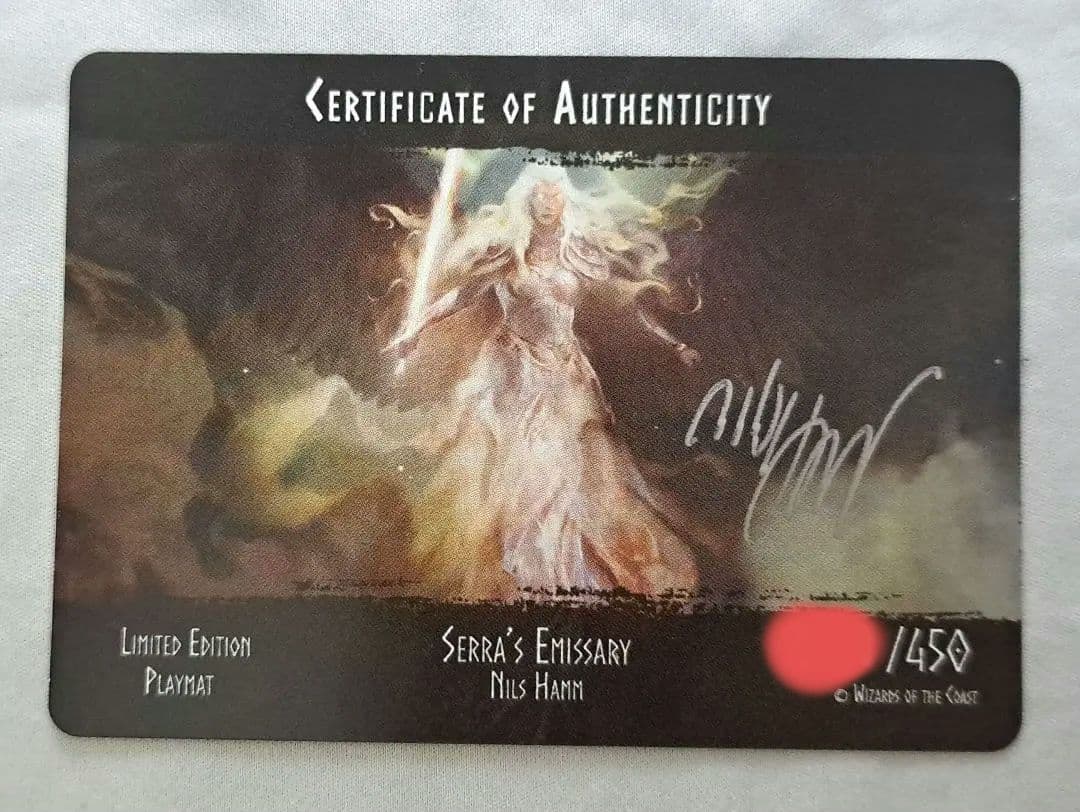 Certificate of Authenticity
Limited Edition
Playmat
Serra's Emissary
Nils Hamm
/450
© Wizards of the Coast